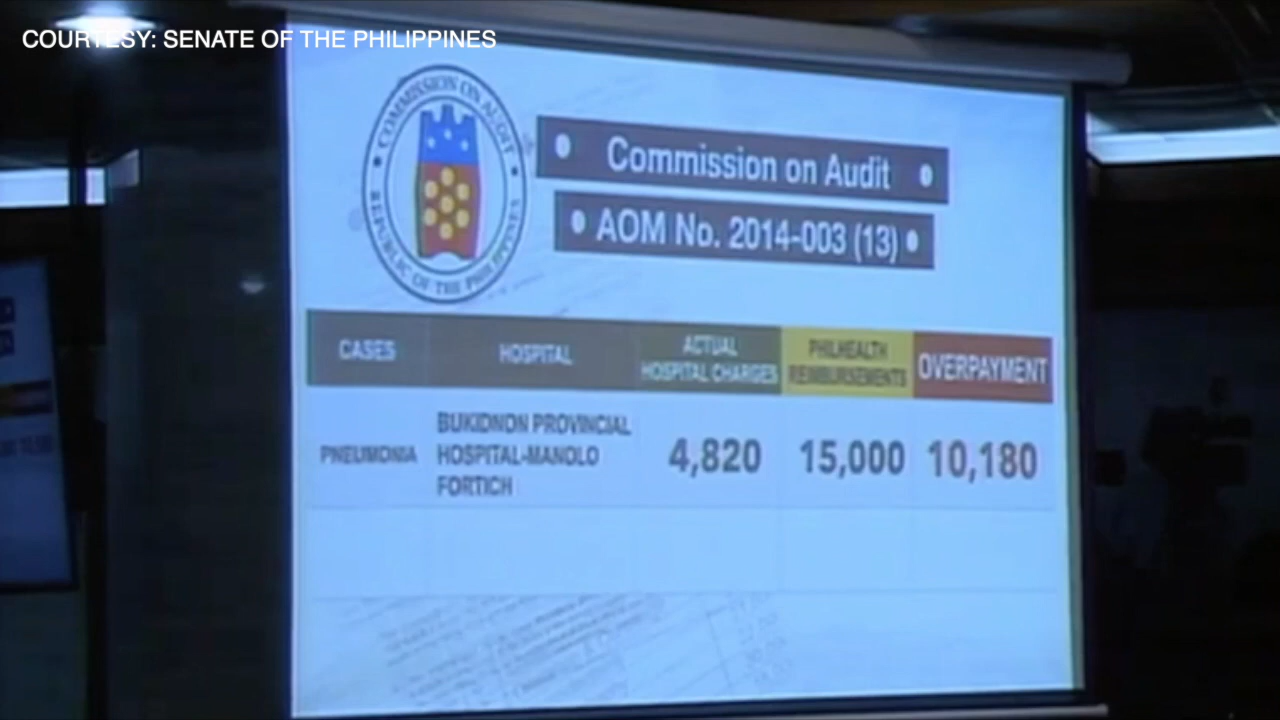 COURTESY: SENATE OF THE PHILIPPINES
COMMISSION ON AUDIT
REPUBLIC OF THE PHILIPPINES
Commission on Audit
AOM No. 2014-003 (13)
CASES HOSPITAL ACTUAL HOSPITAL CHARGES PHILHEALTH REIMBURSEMENTS OVERPAYMENT
PNEUMONIA BUKIDNON PROVINCIAL HOSPITAL-MANOLO FORTICH 4,820 15,000 10,180